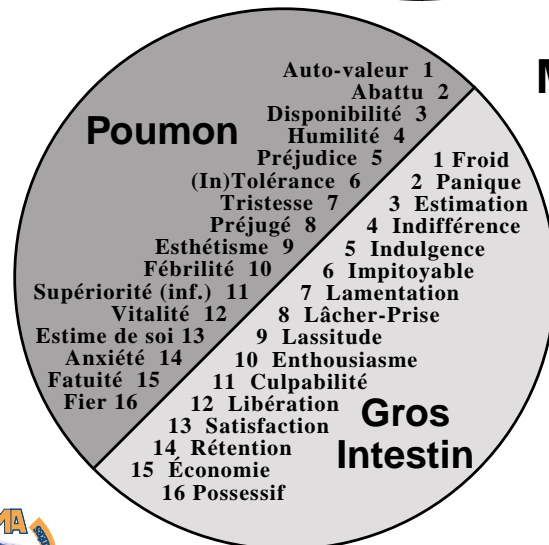 M
Poumon
Auto-valeur 1
Abattu 2
Disponibilité 3
Humilité 4
Préjudice 5
(In)Tolérance 6
Tristesse 7
Préjugé 8
Esthétisme 9
Fébrilité 10
Supériorité (inf.) 11
Vitalité 12
Estime de soi 13
Anxiété 14
Fatuité 15
Fier 16
1 Froid
2 Panique
3 Estimation
4 Indifférence
5 Indulgence
6 Impitoyable
7 Lamentation
8 Lâcher-Prise
9 Lassitude
10 Enthousiasme
11 Culpabilité
12 Libération
13 Satisfaction
14 Rétention
15 Économie
16 Possessif
Gros
Intestin
MA